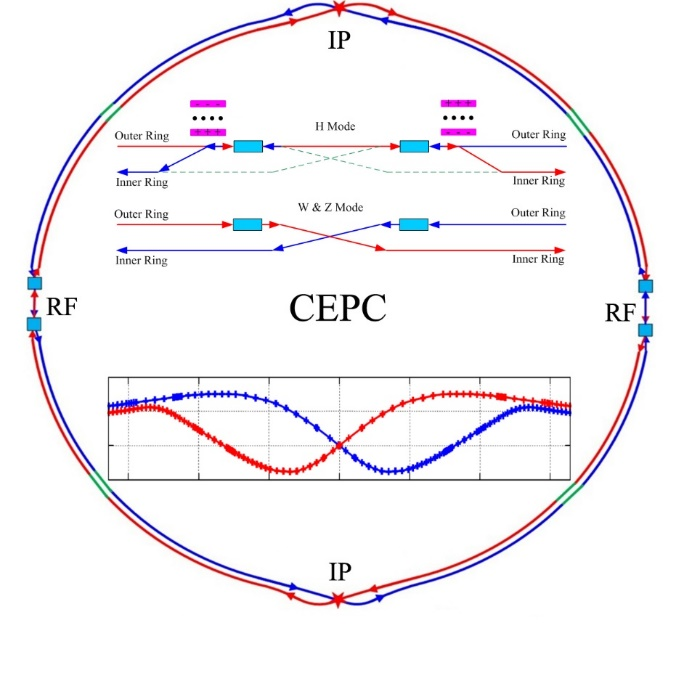 IP
H Mode
Outer Ring
Outer Ring
Inner Ring
Inner Ring
W & Z Mode
Outer Ring
Outer Ring
Inner Ring
Inner Ring
RF
CEPC
RF
IP